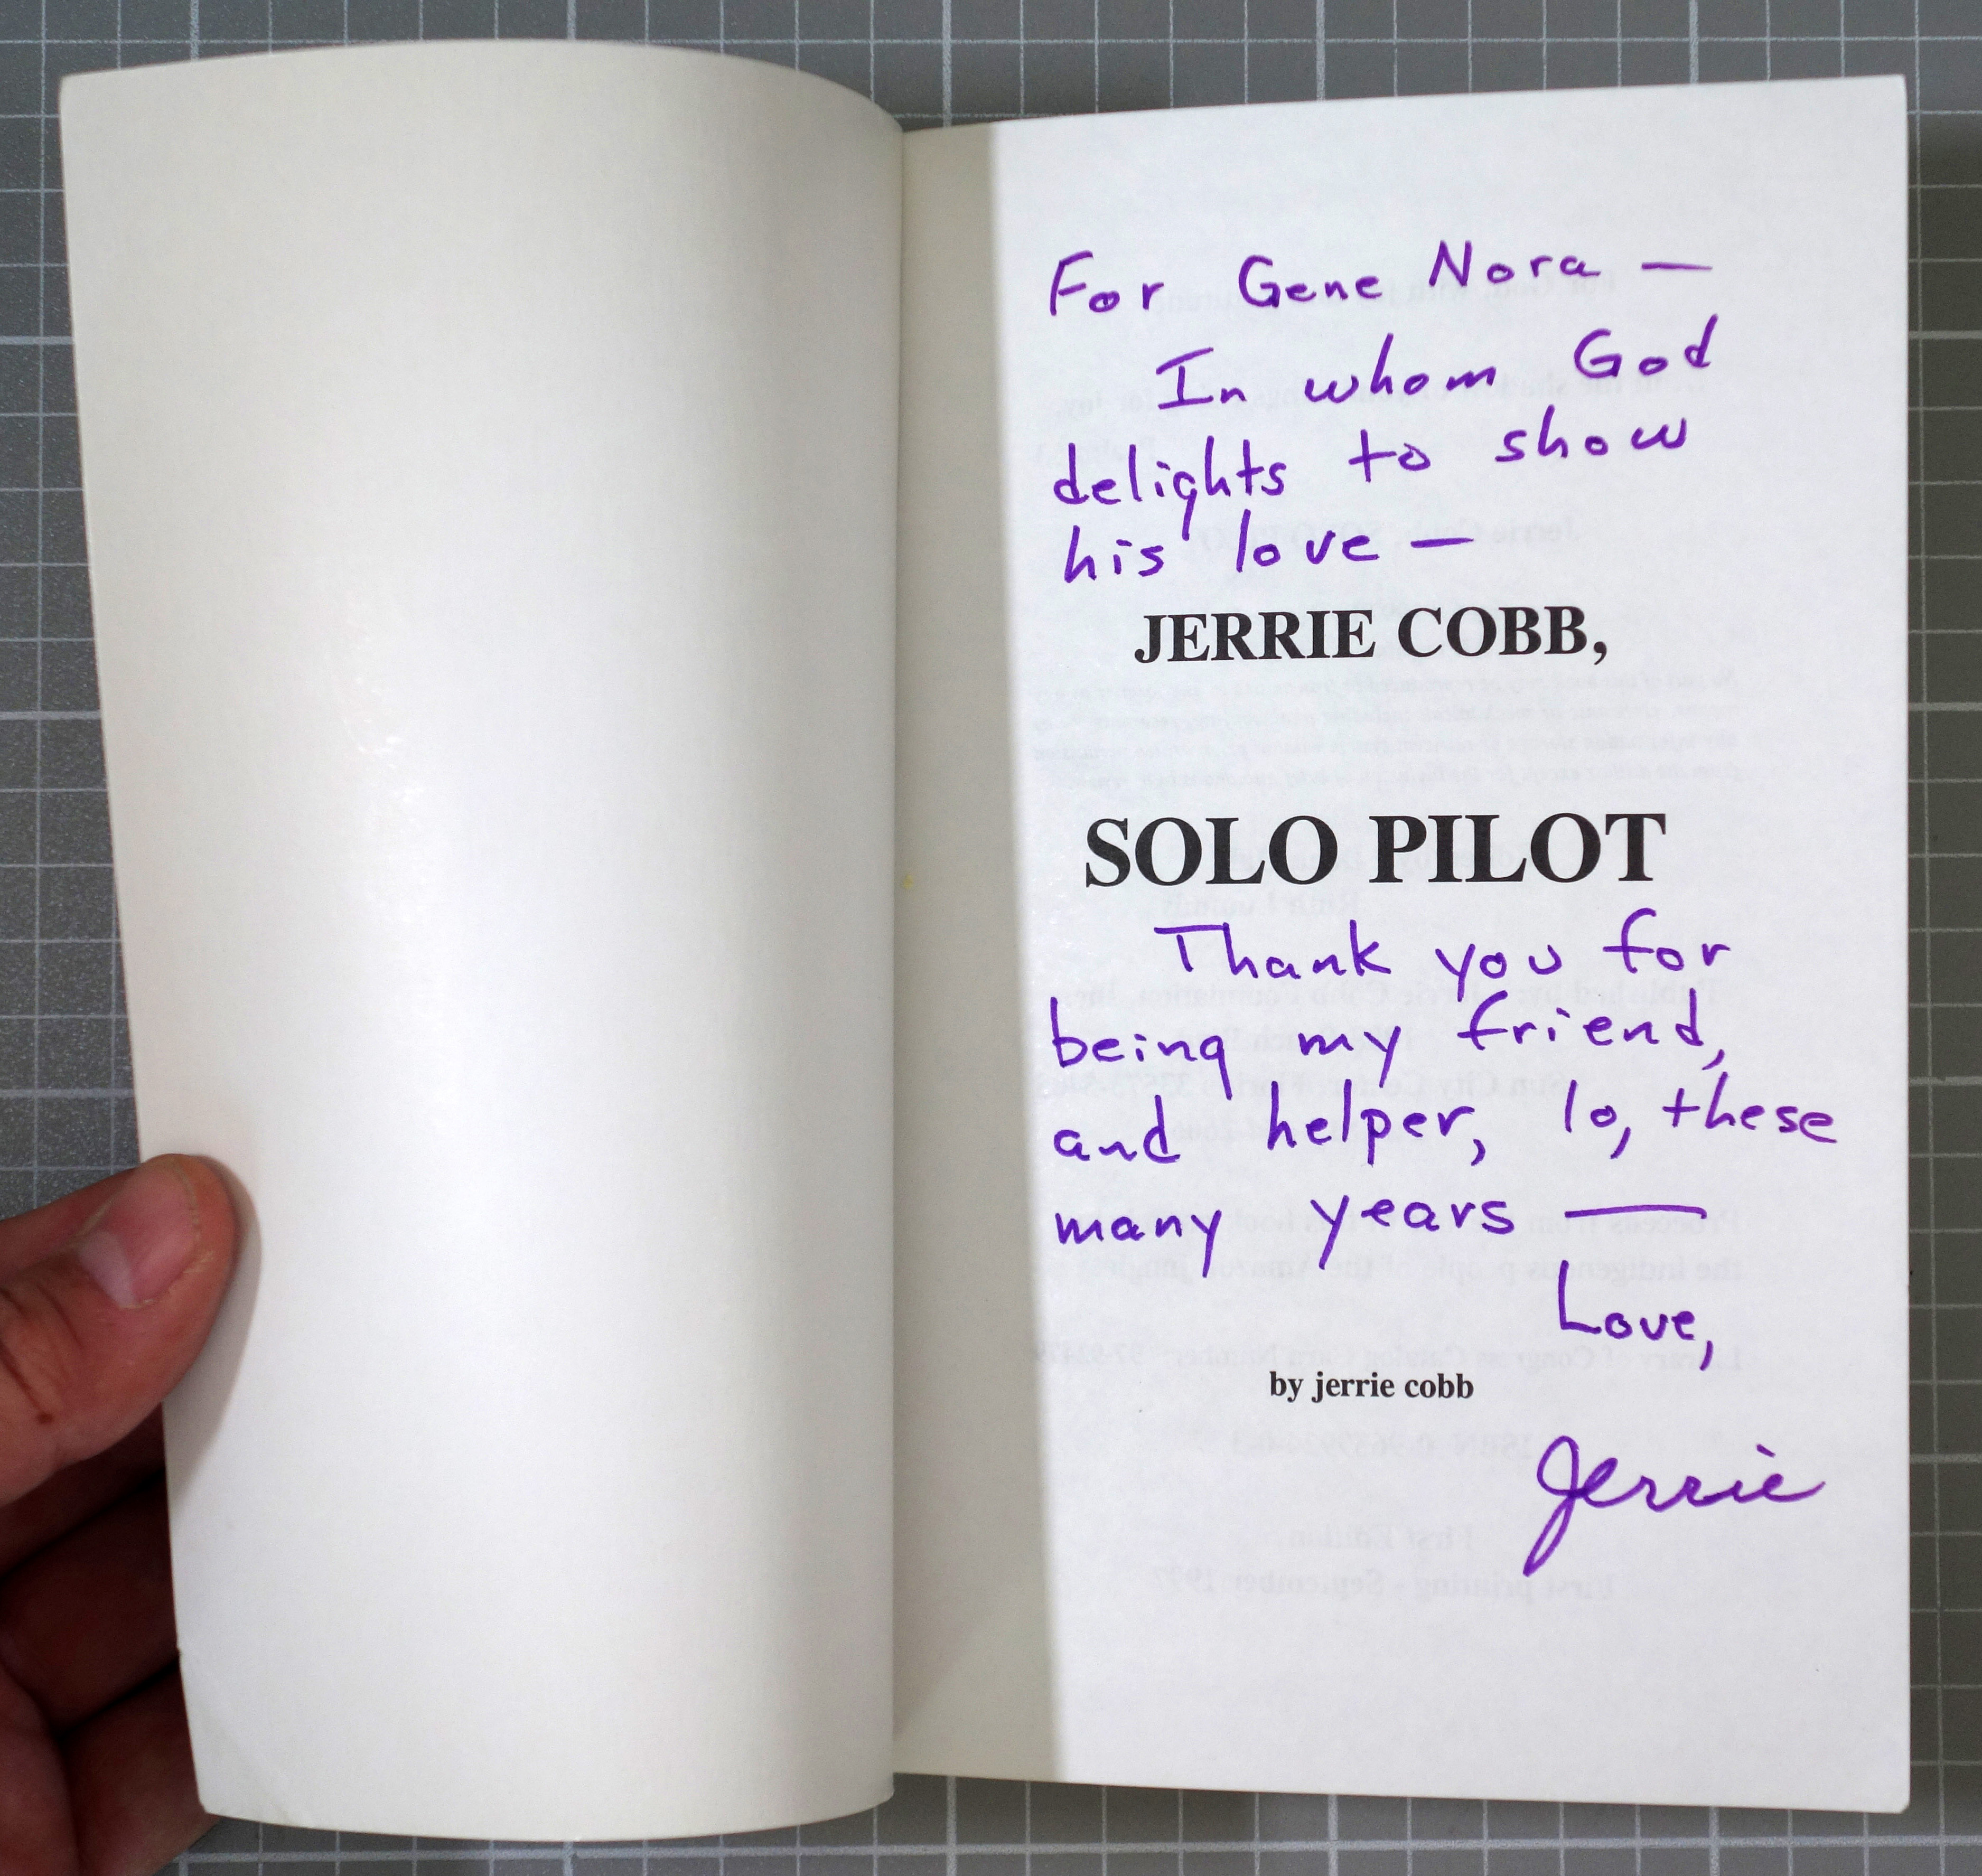 For Gene Nora —
In whom God
delights to show
his love —
JERRIE COBB,
SOLO PILOT
Thank you for
being my friend,
and helper, lo, these
many years —
Love,
by jerrie cobb
Jerrie